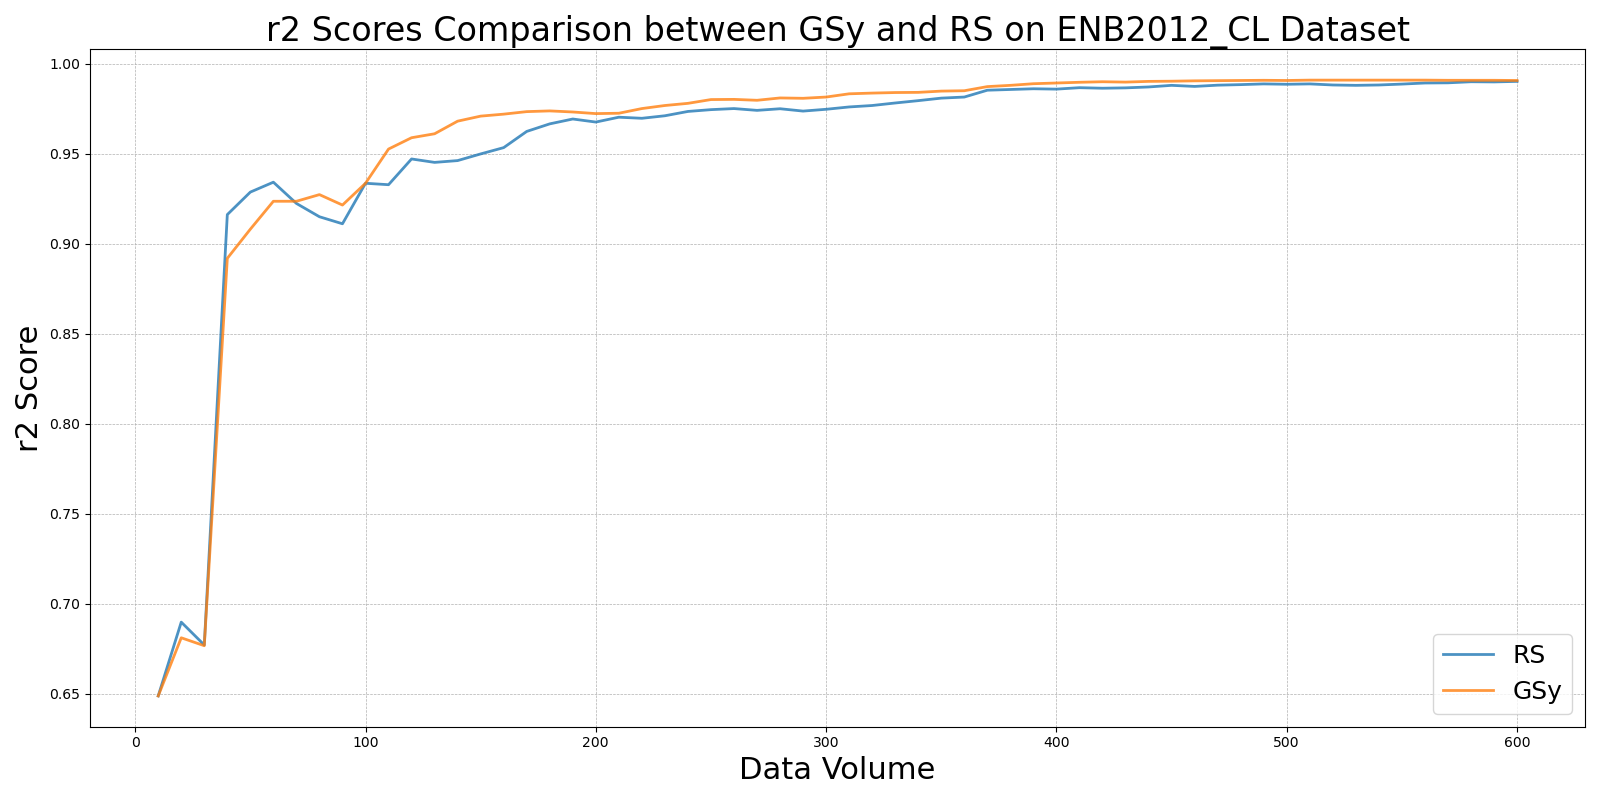 r2 Scores Comparison between GSy and RS on ENB2012_CL Dataset
r2 Score
1.00
0.95
0.90
0.85
0.80
0.75
0.70
0.65
0 100 200 300 400 500 600
Data Volume
RS
GSy